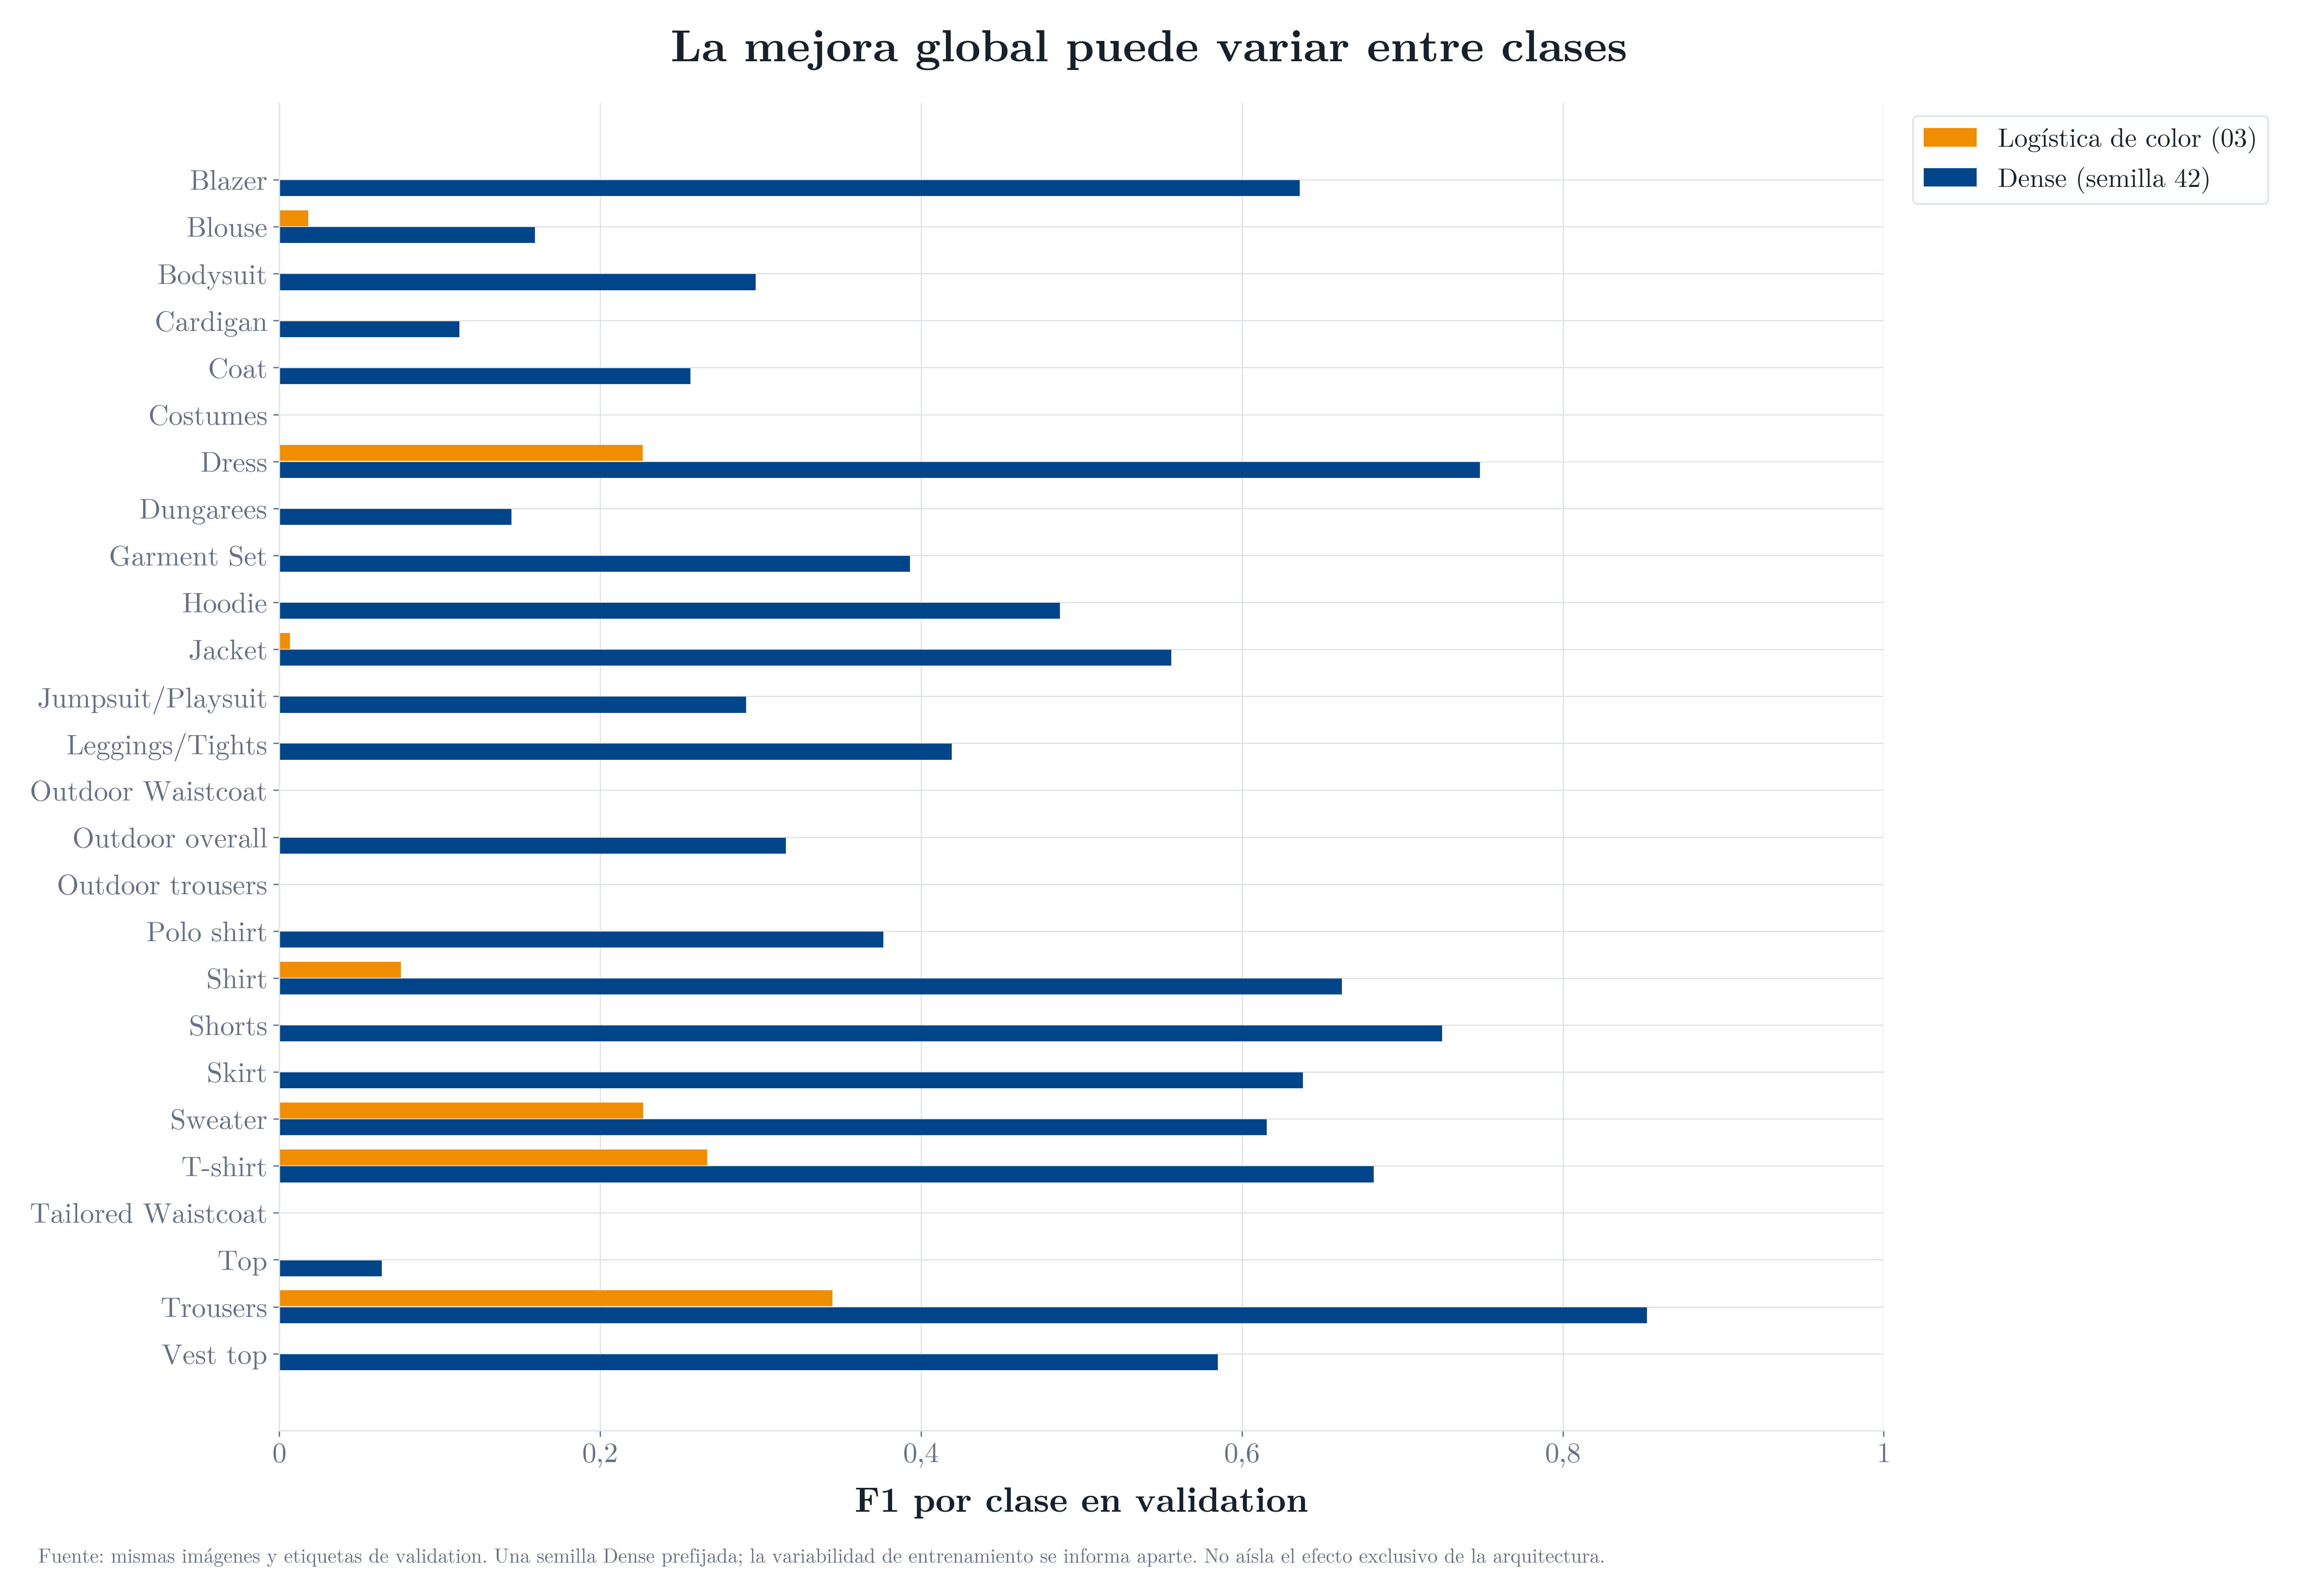 La mejora global puede variar entre clases
Logística de color (03)
Dense (semilla 42)
Blazer
Blouse
Bodysuit
Cardigan
Coat
Costumes
Dress
Dungarees
Garment Set
Hoodie
Jacket
Jumpsuit/Playsuit
Leggings/Tights
Outdoor Waistcoat
Outdoor overall
Outdoor trousers
Polo shirt
Shirt
Shorts
Skirt
Sweater
T-shirt
Tailored Waistcoat
Top
Trousers
Vest top
0 0,2 0,4 0,6 0,8 1
F1 por clase en validation
Fuente: mismas imágenes y etiquetas de validation. Una semilla Dense prefijada; la variabilidad de entrenamiento se informa aparte. No aísla el efecto exclusivo de la arquitectura.